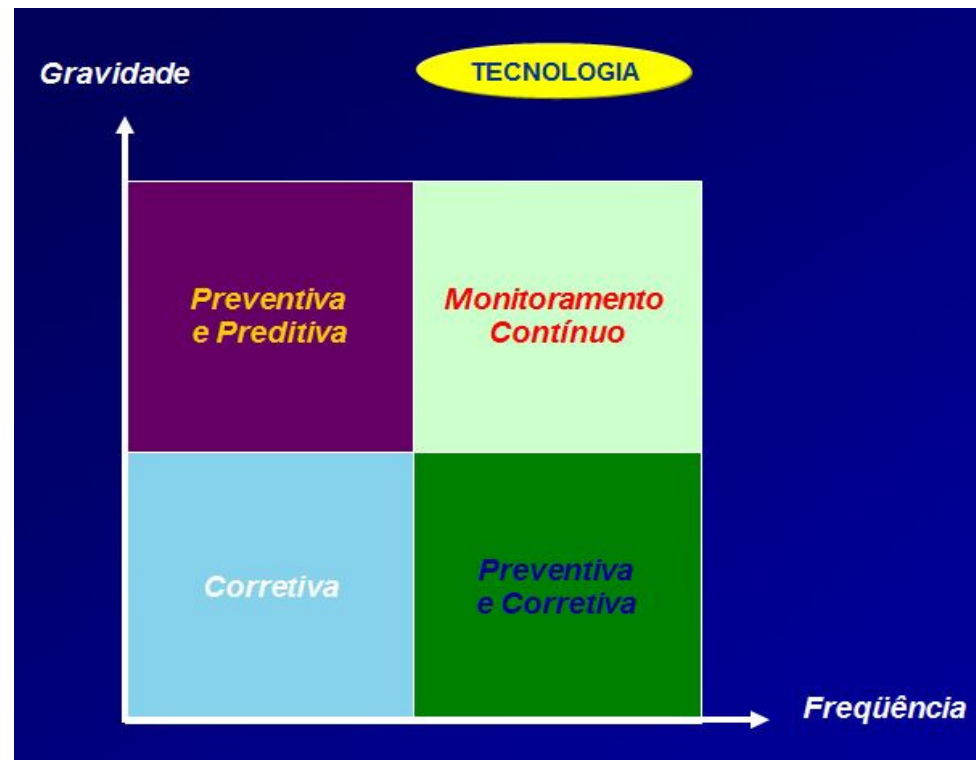 Gravidade
TECNOLOGIA
Preventiva
e Preditiva
Monitoramento
Contínuo
Corretiva
Preventiva
e Corretiva
Freqüência